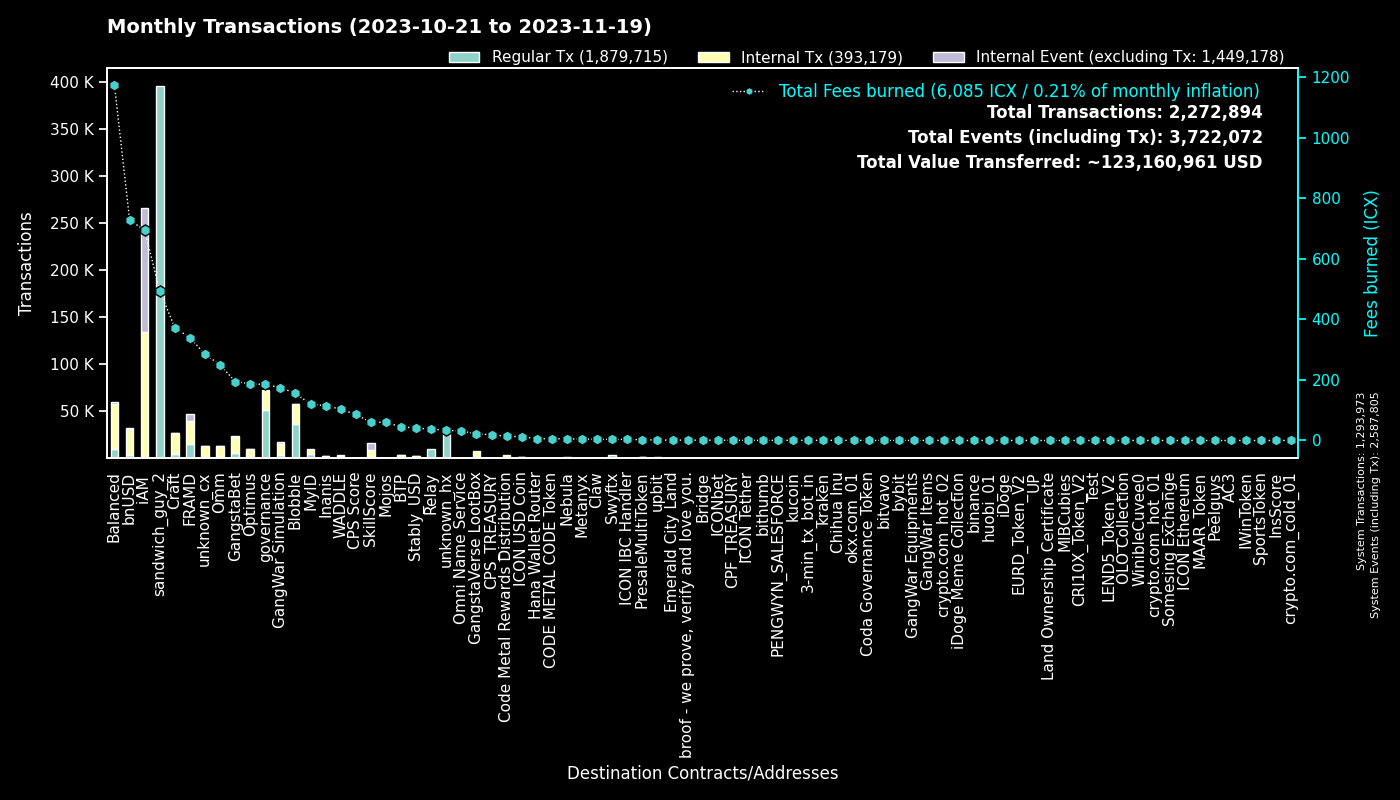 Monthly Transactions (2023-10-21 to 2023-11-19)
Regular Tx (1,879,715)
Internal Tx (393,179)
Internal Event (excluding Tx: 1,449,178)
Total Fees burned (6,085 ICX / 0.21% of monthly inflation)
Total Transactions: 2,272,894
Total Events (including Tx): 3,722,072
Total Value Transferred: ~123,160,961 USD
Transactions
400 K
350 K
300 K
250 K
200 K
150 K
100 K
50 K
1200
1000
800
600
400
200
0
Fees burned (ICX)
System Transactions: 1,293,973
System Events (including Tx): 2,587,805
Balanced
bnUSD
iAM
sandwich_guy_2
Craft
FRAMD
unknown_cx
Omm
GangstaBet
Optimus
governance
GangWar Simulation
Blobble
MyID
Inanis
WADDLE
CPS Score
SkillScore
Mojos
BTP
Stably_USD
Relay
unknown_hx
Omni Name Service
GangstaVerse LootBox
CPS_TREASURY
Code Metal Rewards Distribution
ICON USD Coin
Hana Wallet Router
CODE METAL CODE Token
Nebula
Metanyx
Claw
Swyftx
ICON IBC Handler
PresaleMultiToken
upbit
Emerald City Land
broof - we prove, verify and love you.
Bridge
ICONbet
CPF_TREASURY
ICON Tether
bithumb
PENGWYN_SALESFORCE
kucoin
3-min_tx_bot_in
kraken
Chihua Inu
okx.com_01
Coda Governance Token
bitvavo
bybit
GangWar Equipments
GangWar Items
crypto.com_hot_02
iDoge Meme Collection
binance
huobi_01
iDoge
EURD_Token_V2
UP
Land Ownership Certificate
MIBCubies
CRI10X_Token_V2
Test
LEND5_Token_V2
OLO Collection
WinbleCuvee0
crypto.com_hot_01
Somesing Exchange
ICON Ethereum
MAAR_Token
Peelguys
AC3
IWinToken
SportsToken
InsScore
crypto.com_cold_01
Destination Contracts/Addresses